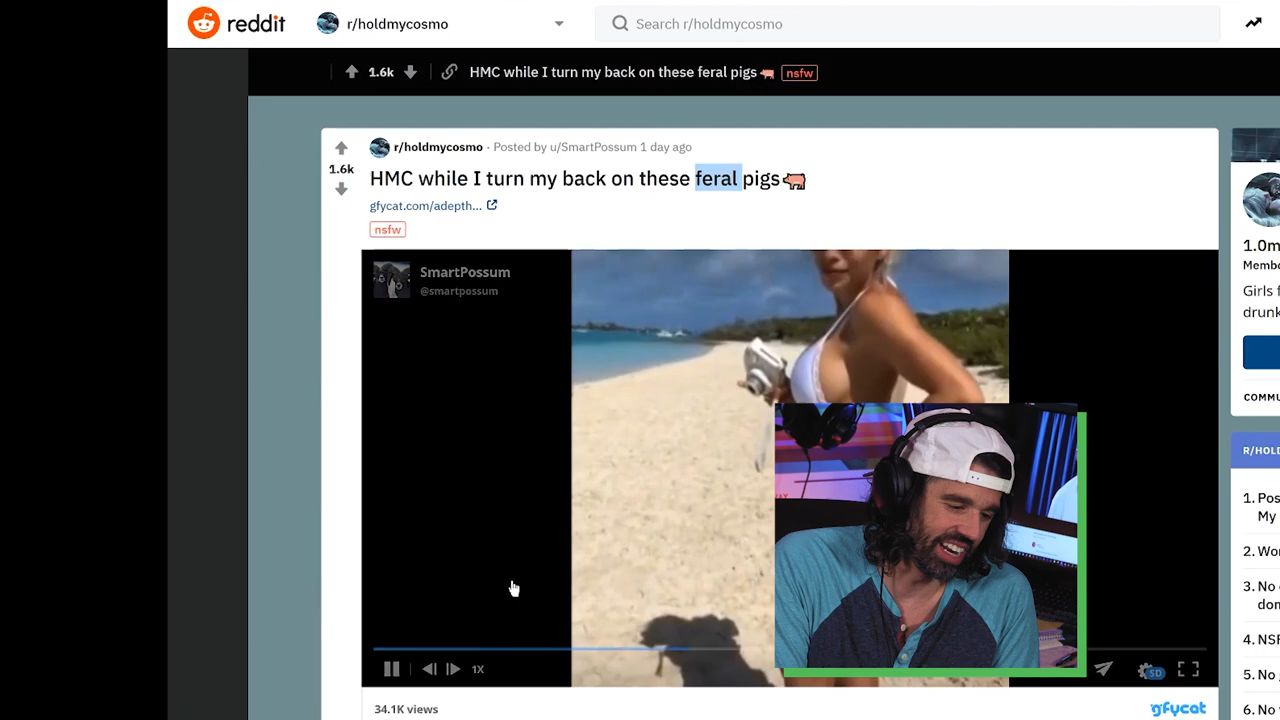 reddit
r/holdmycosmo
Search r/holdmycosmo
1.6k
HMC while I turn my back on these feral pigs
nsfw
r/holdmycosmo · Posted by u/SmartPossum 1 day ago
1.6k
HMC while I turn my back on these feral pigs
gfycat.com/adepth...
nsfw
SmartPossum
@smartpossum
1X
SD
34.1K views
gfycat
1.0m
Girls
drunk
COMMU
R/HOLD
1. Pos
My
2.
3. No
4. NSF
5. No
6. No